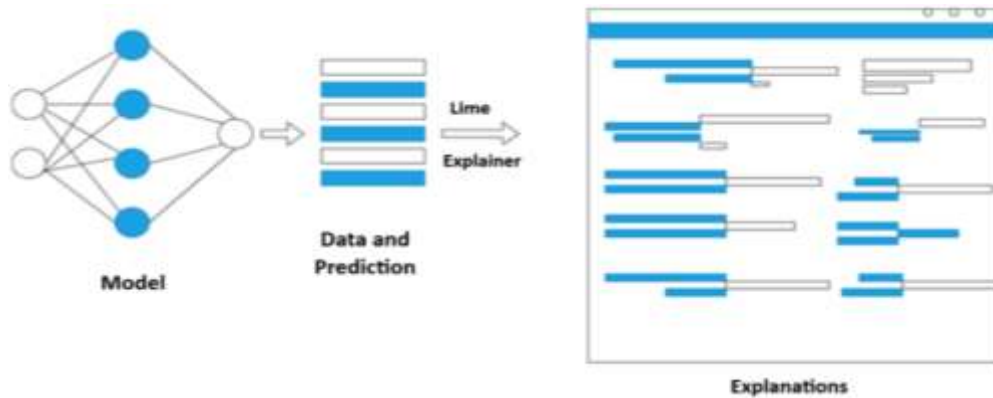 Model
Data and
Prediction
Lime
Explainer
Explanations